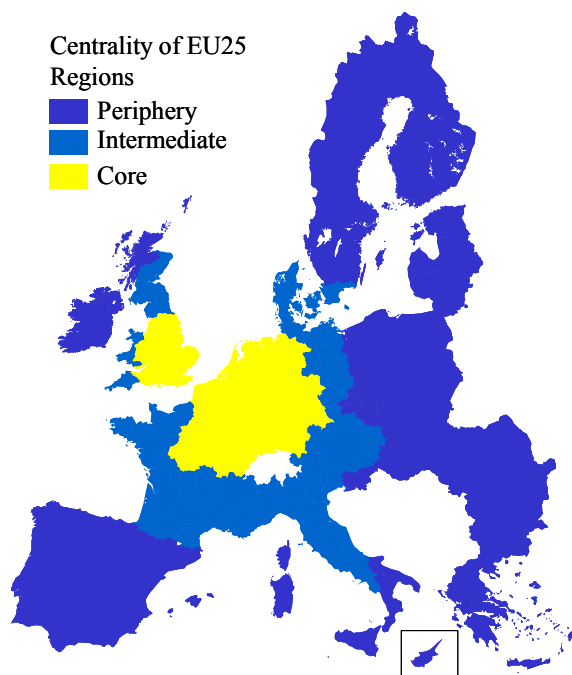 Centrality of EU25
Regions
Periphery
Intermediate
Core